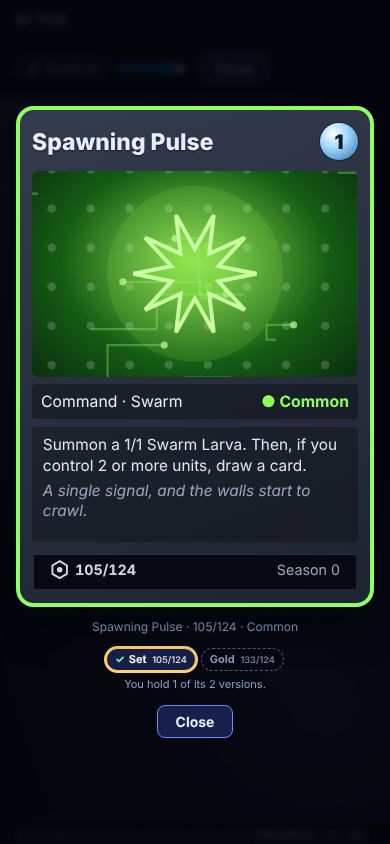 Spawning Pulse
1
Command · Swarm
Common
Summon a 1/1 Swarm Larva. Then, if you
control 2 or more units, draw a card.
A single signal, and the walls start to
crawl.
105/124
Season 0
Spawning Pulse · 105/124 · Common
✓ Set 105/124
Gold 133/124
You hold 1 of its 2 versions.
Close